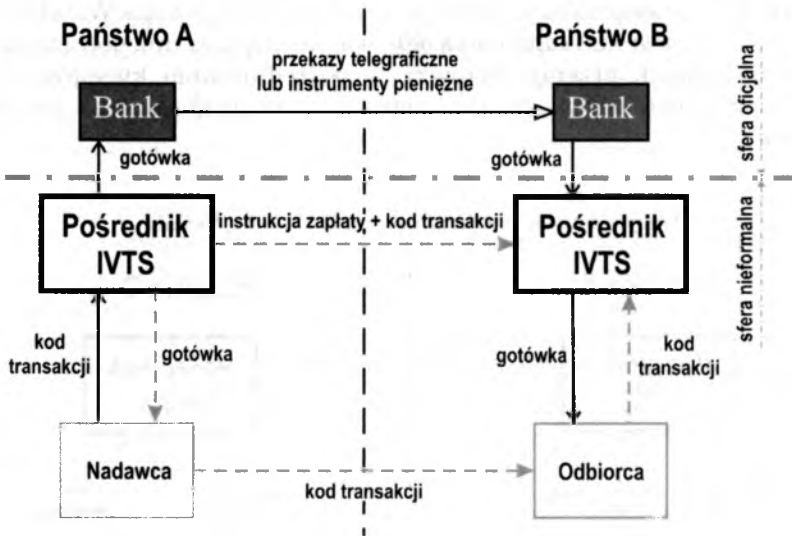 Państwo A
Państwo B
przekazy telegraficzne
lub instrumenty pieniężne
Bank
Bank
gotówka
gotówka
sfera oficjalna
Pośrednik
IVTS
instrukcja zapłaty + kod transakcji
Pośrednik
IVTS
sfera nieformalna
kod
transakcji
gotówka
gotówka
kod
transakcji
Nadawca
kod transakcji
Odbiorca